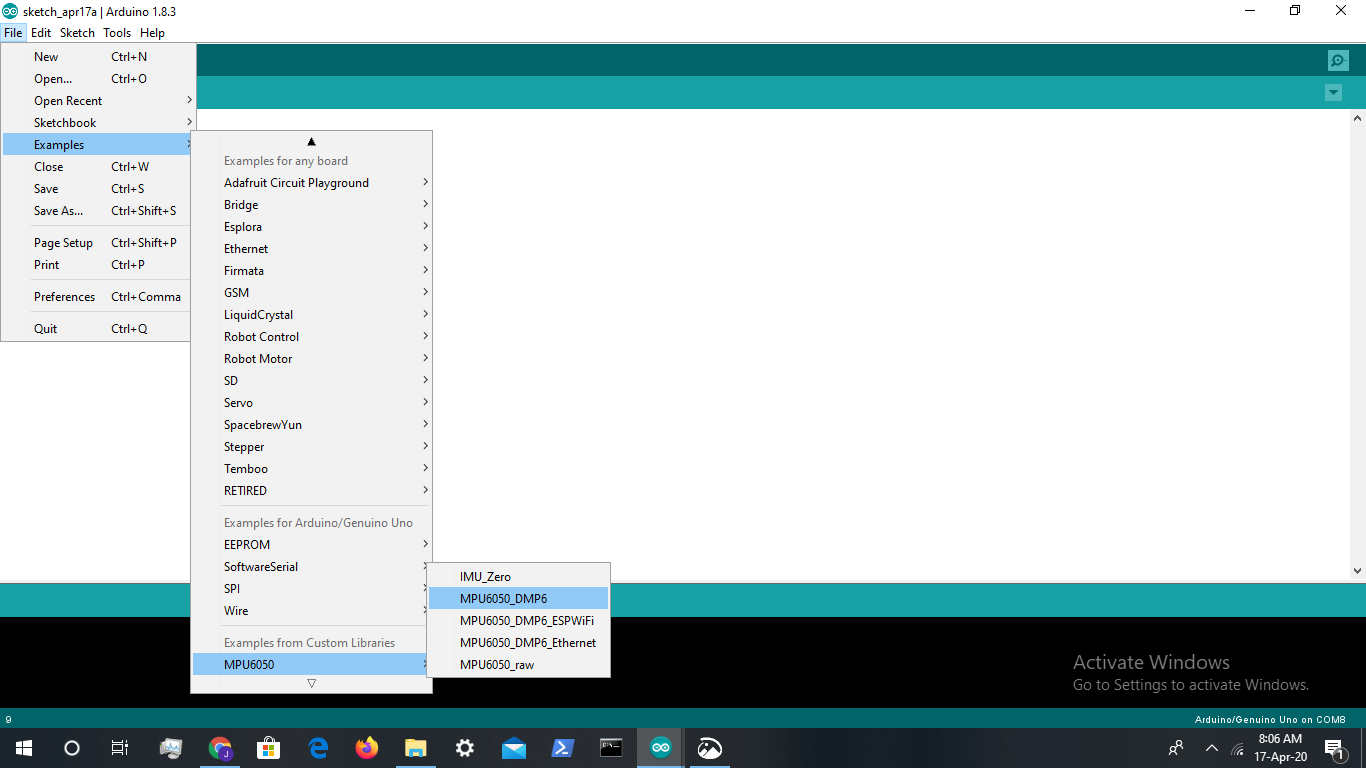 sketch_apr17a | Arduino 1.8.3
File Edit Sketch Tools Help
New Ctrl+N
Open... Ctrl+O
Open Recent
Sketchbook
Examples
Close Ctrl+W
Save Ctrl+S
Save As... Ctrl+Shift+S
Page Setup Ctrl+Shift+P
Print Ctrl+P
Preferences Ctrl+Comma
Quit Ctrl+Q
Examples for any board
Adafruit Circuit Playground
Bridge
Esplora
Ethernet
Firmata
GSM
LiquidCrystal
Robot Control
Robot Motor
SD
Servo
SpacebrewYun
Stepper
Temboo
RETIRED
Examples for Arduino/Genuino Uno
EEPROM
SoftwareSerial
SPI
Wire
Examples from Custom Libraries
MPU6050
IMU_Zero
MPU6050_DMP6
MPU6050_DMP6_ESPWiFi
MPU6050_DMP6_Ethernet
MPU6050_raw
Activate Windows
Go to Settings to activate Windows.
9
Arduino/Genuino Uno on COM8
J
8:06 AM
17-Apr-20
1